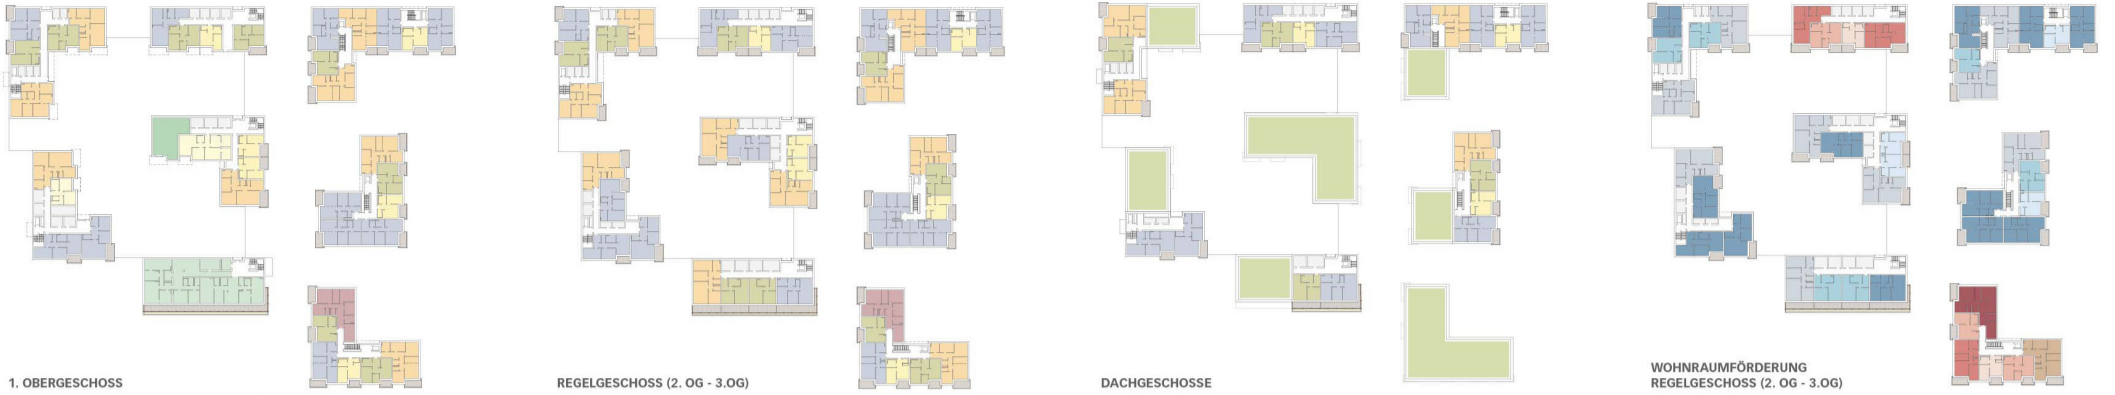 1. OBERGESCHOSS
REGELGESCHOSS (2. OG - 3.OG)
DACHGESCHOSSE
WOHNRAUMFÖRDERUNG
REGELGESCHOSS (2. OG - 3.OG)